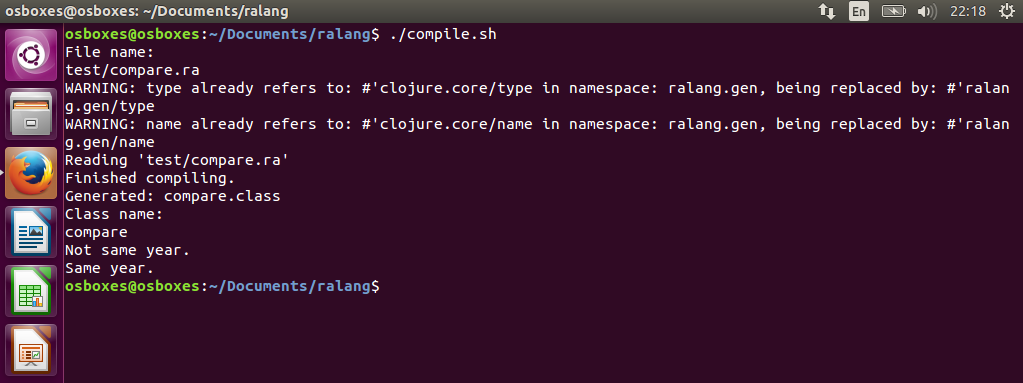 osboxes@osboxes: ~/Documents/ralang
En
22:18
osboxes@osboxes:~/Documents/ralang$ ./compile.sh
File name:
test/compare.ra
WARNING: type already refers to: #'clojure.core/type in namespace: ralang.gen, being replaced by: #'ralan
g.gen/type
WARNING: name already refers to: #'clojure.core/name in namespace: ralang.gen, being replaced by: #'ralan
g.gen/name
Reading 'test/compare.ra'
Finished compiling.
Generated: compare.class
Class name:
compare
Not same year.
Same year.
osboxes@osboxes:~/Documents/ralang$